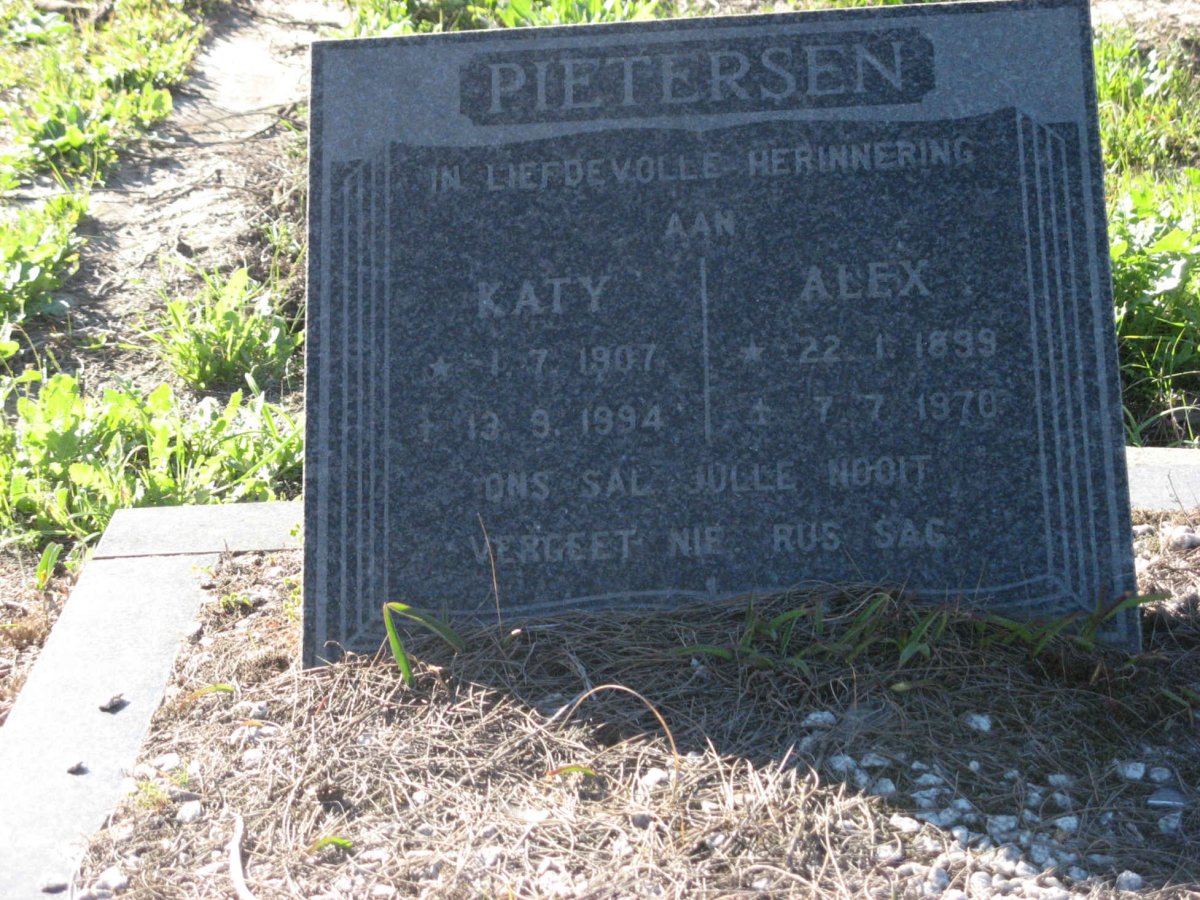 PIETERSEN
IN LIEFDEVOLLE HERINNERING
AAN
KATY
★ 1. 7. 1907
† 13. 9. 1994
ALEX
★ 22. 1. 1899
† 7. 7. 1970
ONS SAL JULLE NOOIT
VERGEET NIE. RUS SAG.